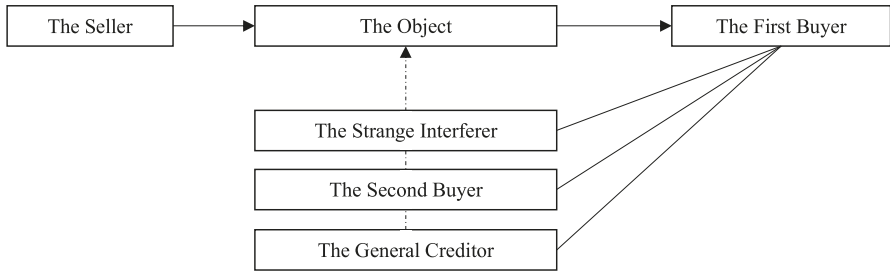 The Seller
The Object
The First Buyer
The Strange Interferer
The Second Buyer
The General Creditor